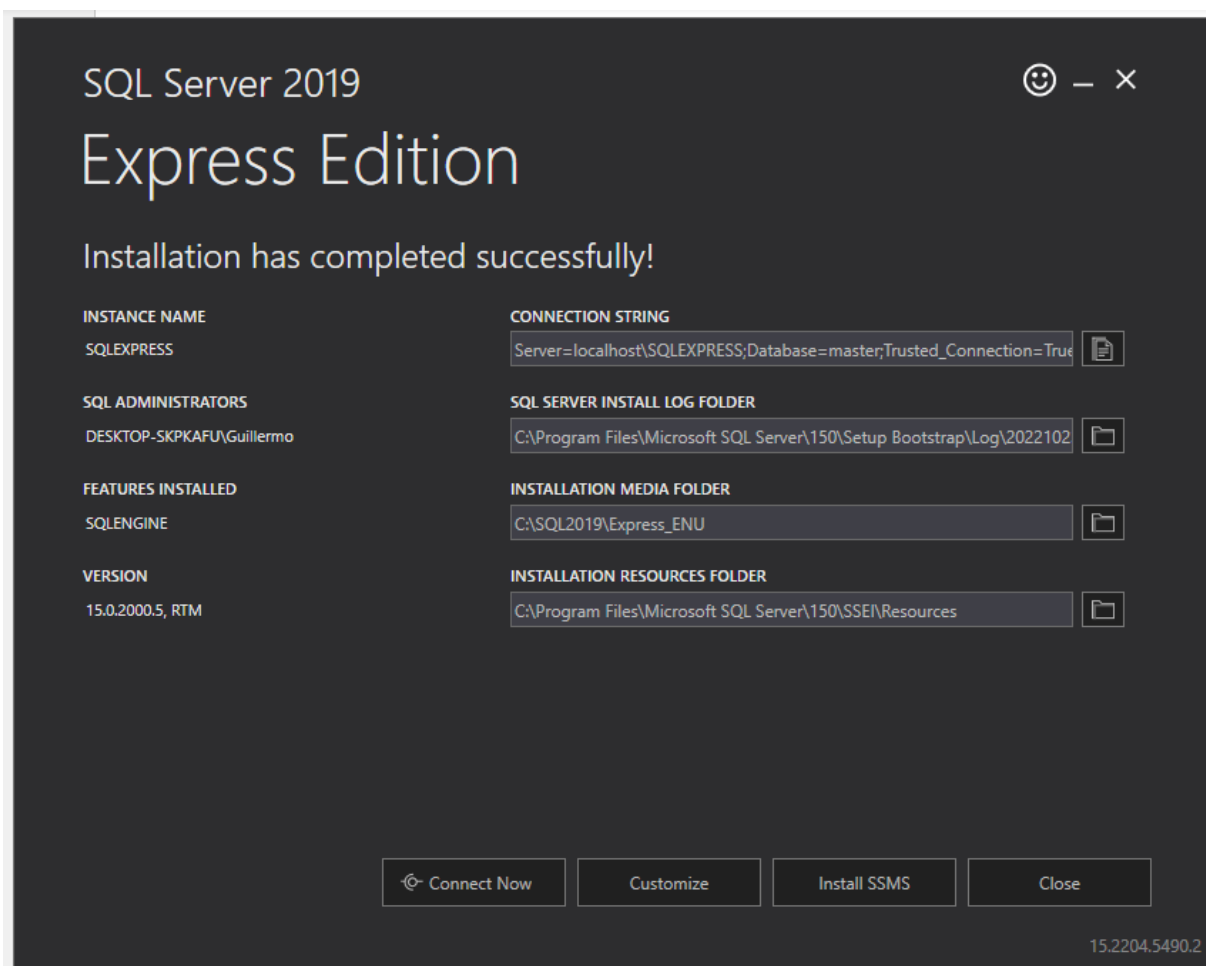 SQL Server 2019
Express Edition
Installation has completed successfully!
INSTANCE NAME
SQLEXPRESS
CONNECTION STRING
Server=localhost\SQLEXPRESS;Database=master;Trusted_Connection=True
SQL ADMINISTRATORS
DESKTOP-SKPKAFU\Guillermo
SQL SERVER INSTALL LOG FOLDER
C:\Program Files\Microsoft SQL Server\150\Setup Bootstrap\Log\2022102
FEATURES INSTALLED
SQLENGINE
INSTALLATION MEDIA FOLDER
C:\SQL2019\Express_ENU
VERSION
15.0.2000.5, RTM
INSTALLATION RESOURCES FOLDER
C:\Program Files\Microsoft SQL Server\150\SSEI\Resources
Connect Now
Customize
Install SSMS
Close
15.2204.5490.2